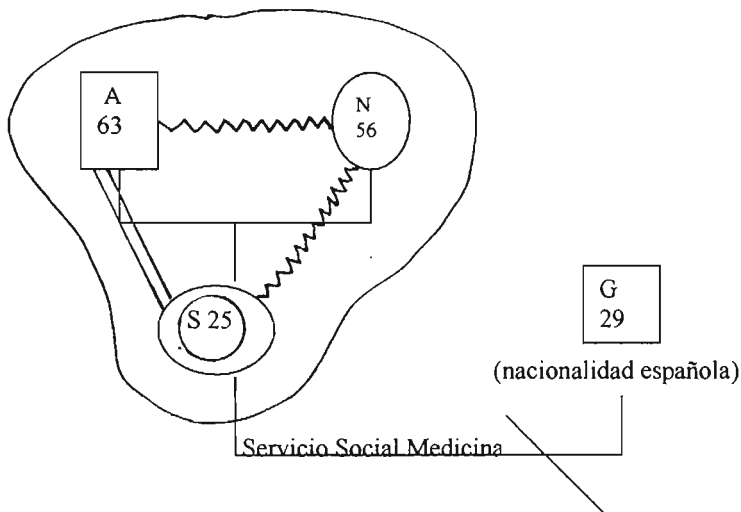 A
63
N
56
S 25
G
29
(nacionalidad española)
Servicio Social Medicina